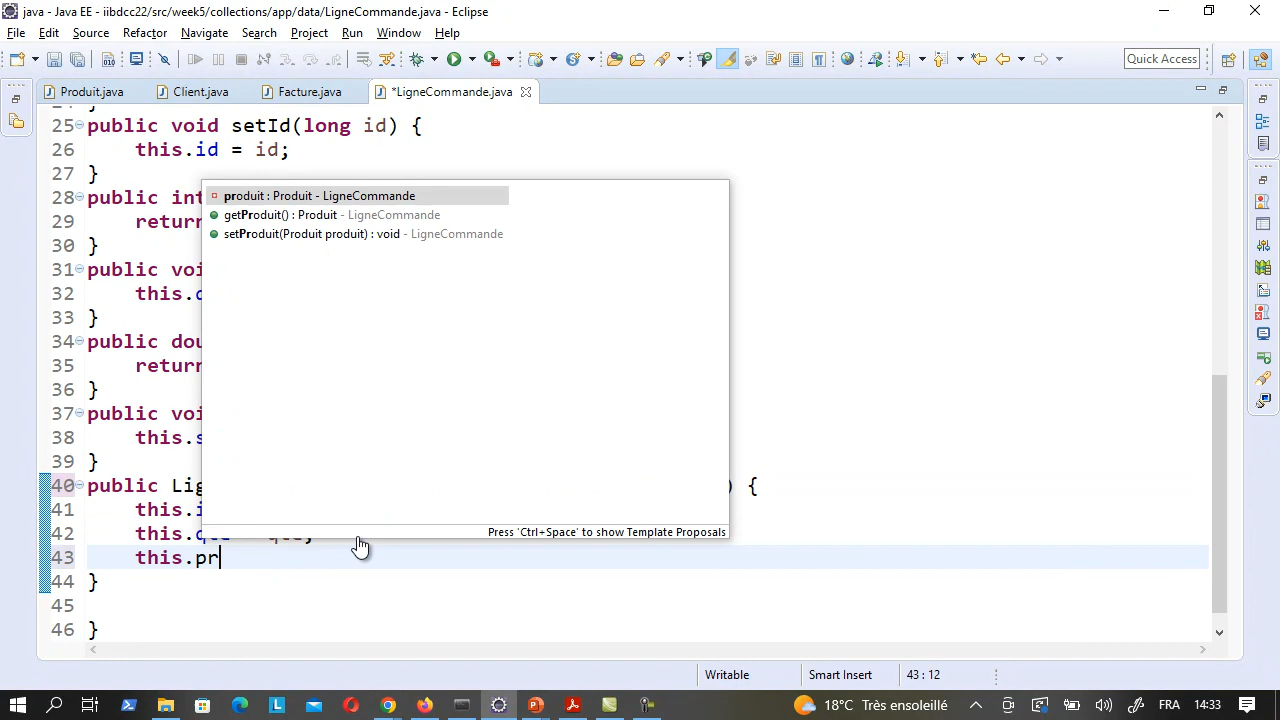 java - Java EE - iibdcc22/src/week5/collections/app/data/LigneCommande.java - Eclipse
File Edit Source Refactor Navigate Search Project Run Window Help
Quick Access
Produit.java Client.java Facture.java *LigneCommande.java
25 public void setId(long id) {
26 this.id = id;
27 }
28 public int
29 return
30 }
31 public voi
32 this.
33 }
34 public dou
35 return
36 }
37 public voi
38 this.s
39 }
40 public Lig ) {
41 this.i
42 this.
43 this.pr
44 }
45
46 }
produit : Produit - LigneCommande
getProduit() : Produit - LigneCommande
setProduit(Produit produit) : void - LigneCommande
Press 'Ctrl+Space' to show Template Proposals
Writable Smart Insert 43 : 12
18°C Très ensoleillé FRA 14:33